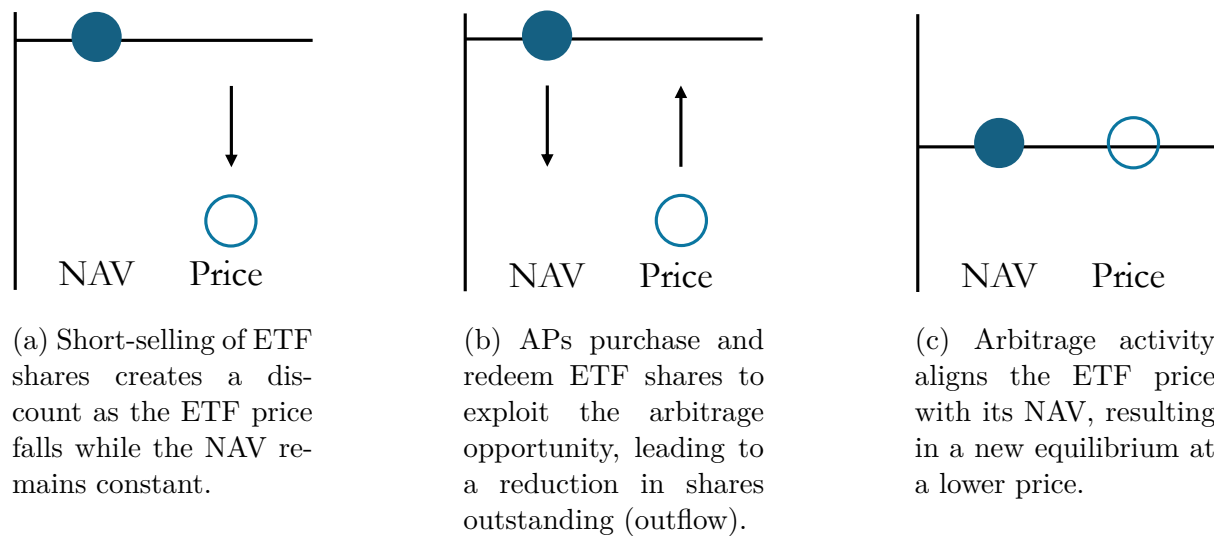 NAV Price
NAV Price
NAV Price
(a) Short-selling of ETF
shares creates a dis-
count as the ETF price
falls while the NAV re-
mains constant.
(b) APs purchase and
redeem ETF shares to
exploit the arbitrage
opportunity, leading to
a reduction in shares
outstanding (outflow).
(c) Arbitrage activity
aligns the ETF price
with its NAV, resulting
in a new equilibrium at
a lower price.